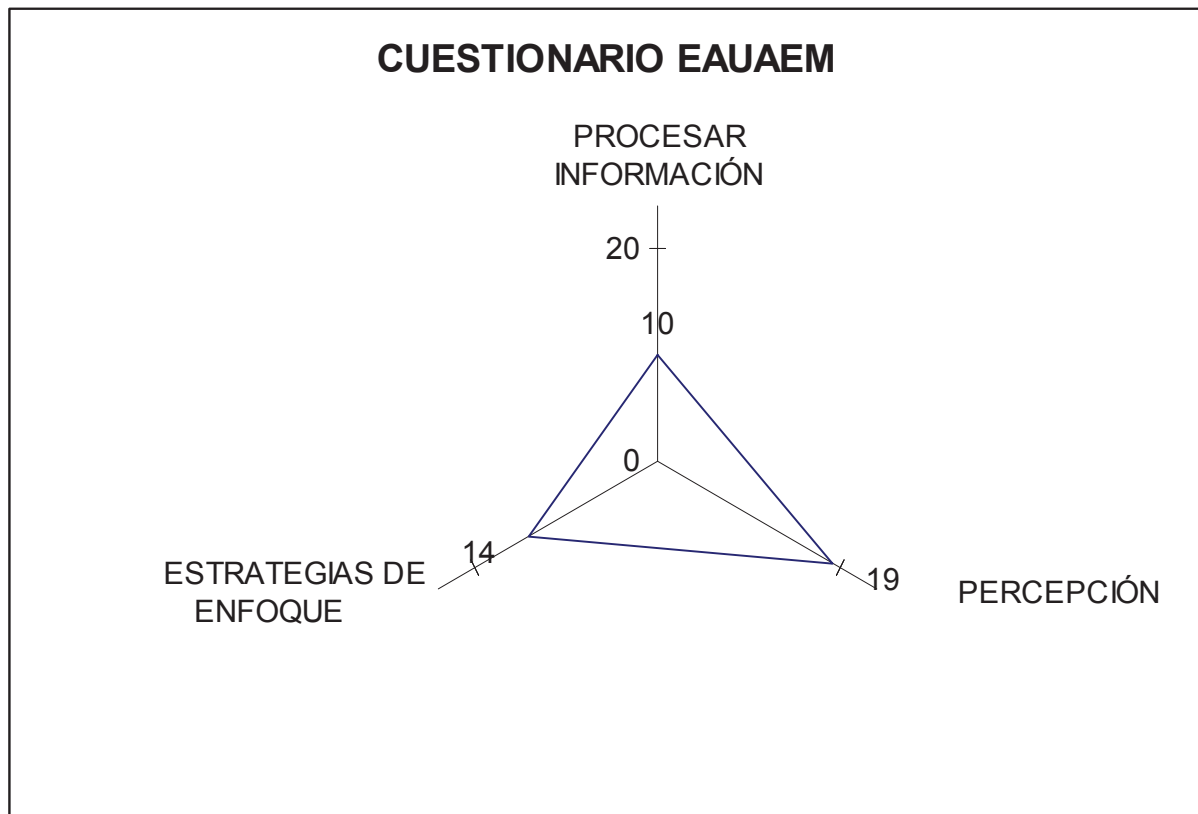 CUESTIONARIO EAUAEM
PROCESAR
INFORMACIÓN
20
10
0
14
ESTRATEGIAS DE
ENFOQUE
19
PERCEPCIÓN